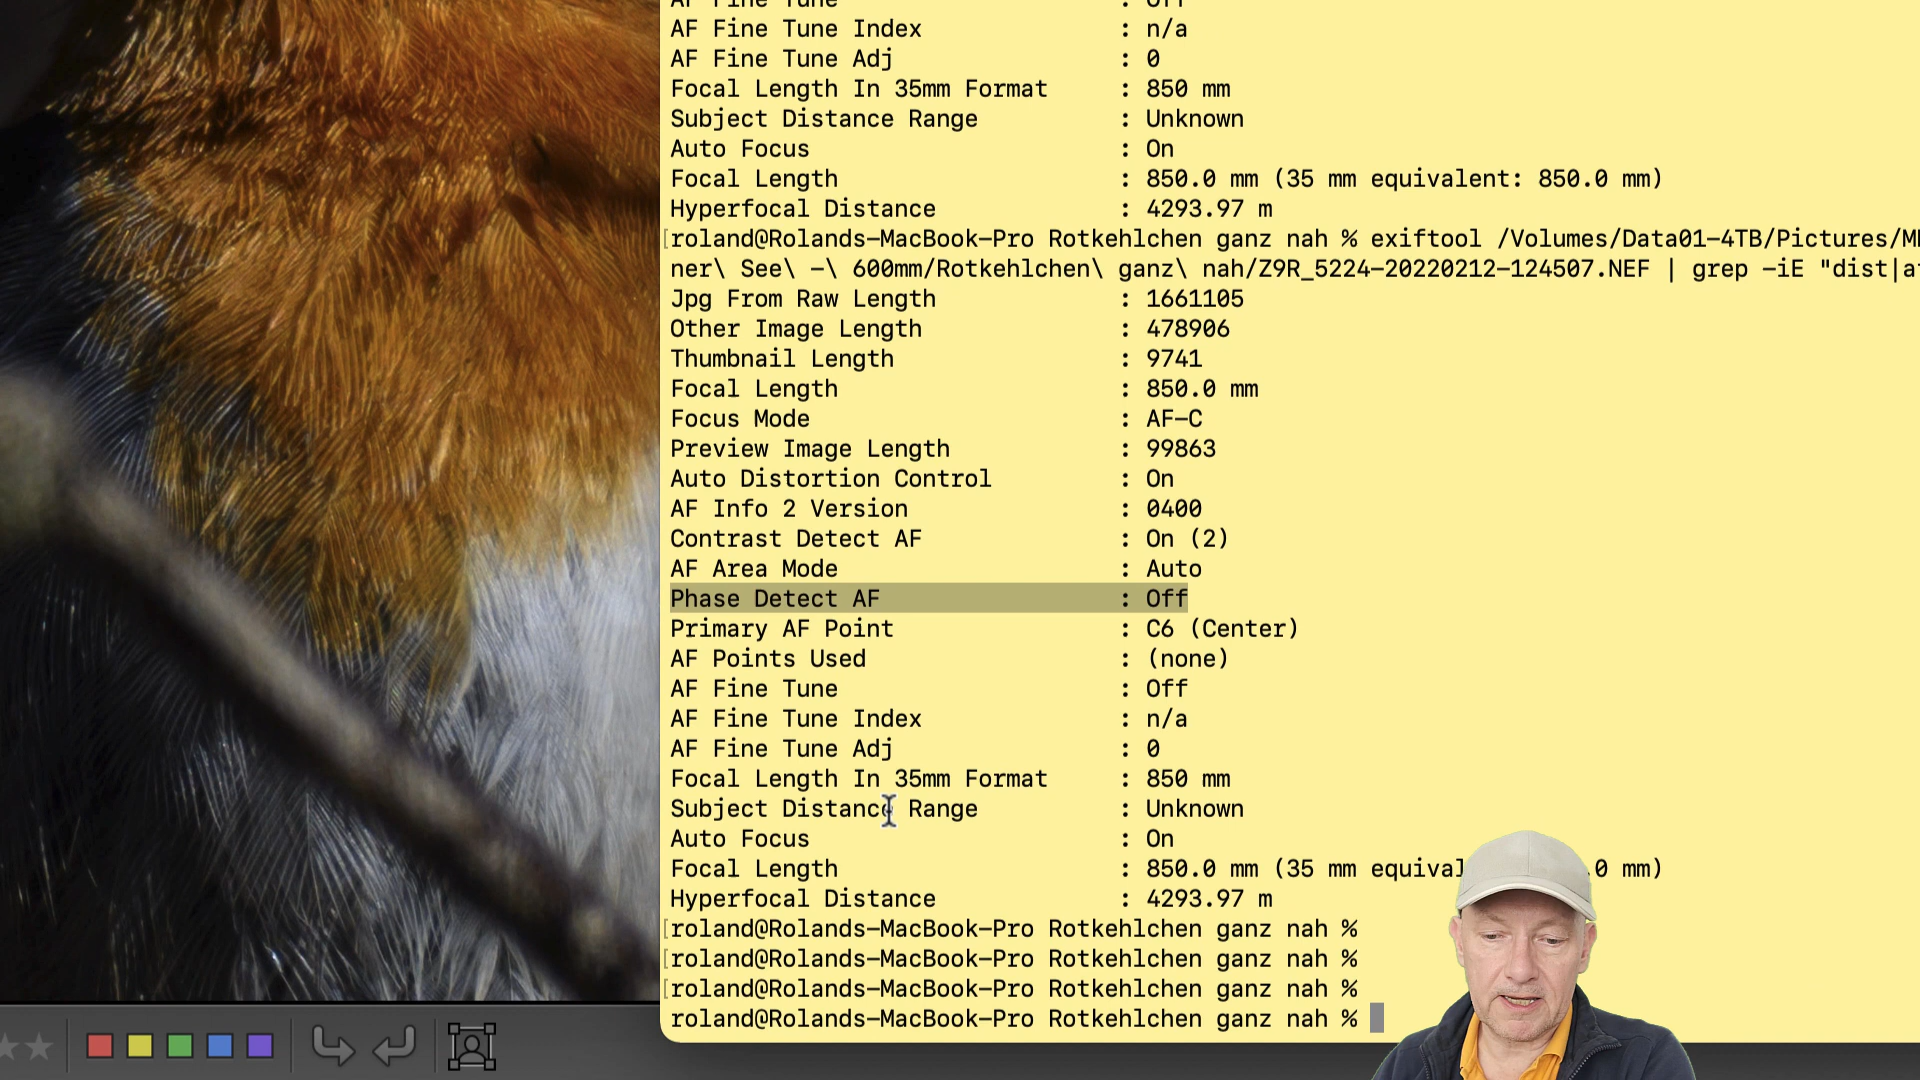 AF Fine Tune : Off
AF Fine Tune Index : n/a
AF Fine Tune Adj : 0
Focal Length In 35mm Format : 850 mm
Subject Distance Range : Unknown
Auto Focus : On
Focal Length : 850.0 mm (35 mm equivalent: 850.0 mm)
Hyperfocal Distance : 4293.97 m
[roland@Rolands-MacBook-Pro Rotkehlchen ganz nah % exiftool /Volumes/Data01-4TB/Pictures/
ner\ See\ -\ 600mm/Rotkehlchen\ ganz\ nah/Z9R_5224-20220212-124507.NEF | grep -iE "dist|a
Jpg From Raw Length : 1661105
Other Image Length : 478906
Thumbnail Length : 9741
Focal Length : 850.0 mm
Focus Mode : AF-C
Preview Image Length : 99863
Auto Distortion Control : On
AF Info 2 Version : 0400
Contrast Detect AF : On (2)
AF Area Mode : Auto
Phase Detect AF : Off
Primary AF Point : C6 (Center)
AF Points Used : (none)
AF Fine Tune : Off
AF Fine Tune Index : n/a
AF Fine Tune Adj : 0
Focal Length In 35mm Format : 850 mm
Subject Distance Range : Unknown
Auto Focus : On
Focal Length : 850.0 mm (35 mm equival .0 mm)
Hyperfocal Distance : 4293.97 m
[roland@Rolands-MacBook-Pro Rotkehlchen ganz nah %
[roland@Rolands-MacBook-Pro Rotkehlchen ganz nah %
[roland@Rolands-MacBook-Pro Rotkehlchen ganz nah %
roland@Rolands-MacBook-Pro Rotkehlchen ganz nah %